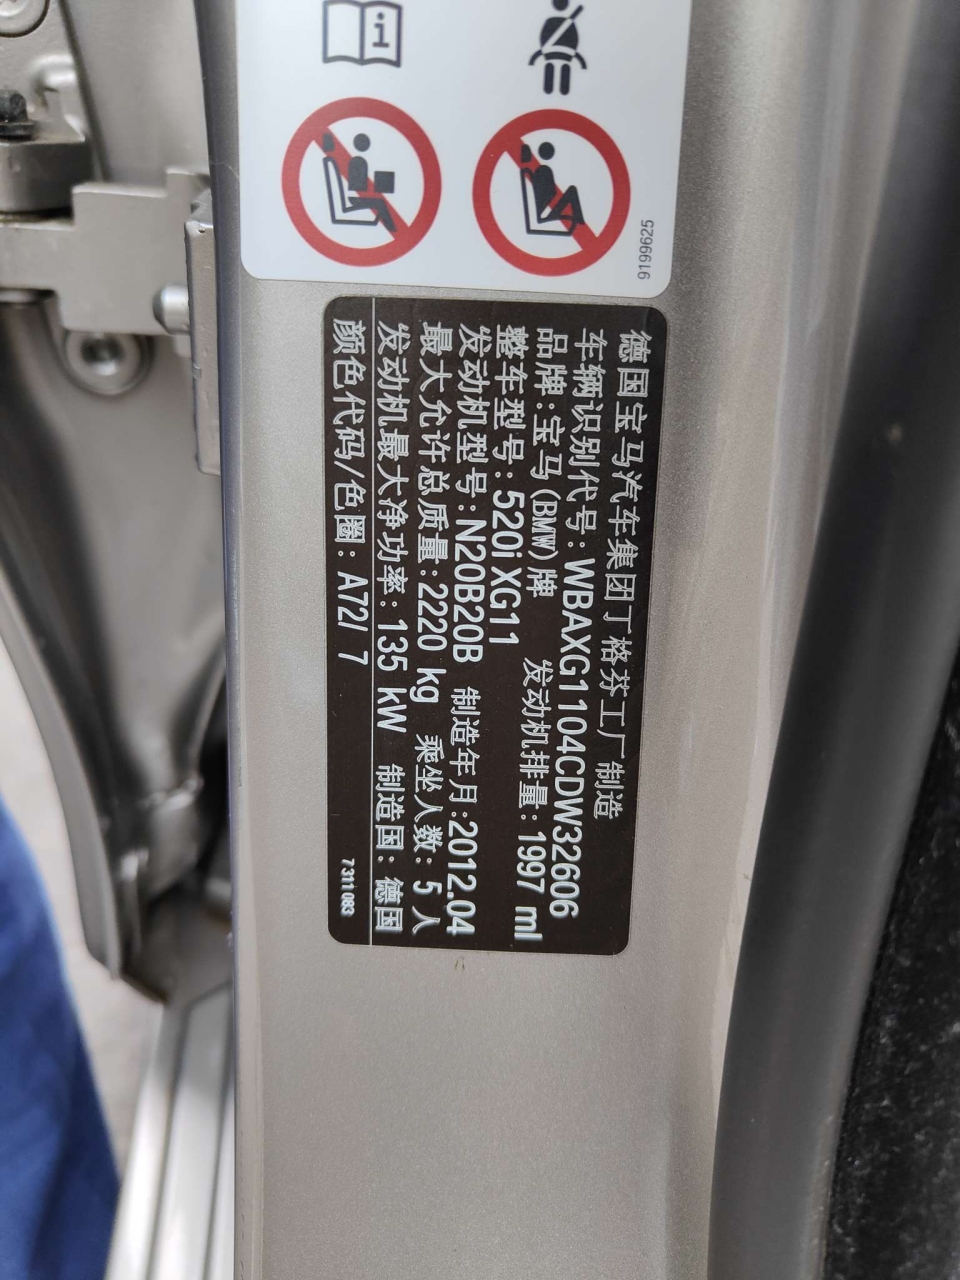 9199625
德国宝马汽车集团丁格芬工厂 制造
车辆识别代号: WBAXG1104CDW32606
品牌:宝马(BMW)牌 发动机排量: 1997 ml
整车型号:520i XG11
发动机型号:N20B20B 制造年月:2012.04
最大允许总质量:2220 kg 乘坐人数: 5 人
发动机最大净功率:135 kW 制造国: 德国
颜色代码/色圈: A72/ 7
7311083